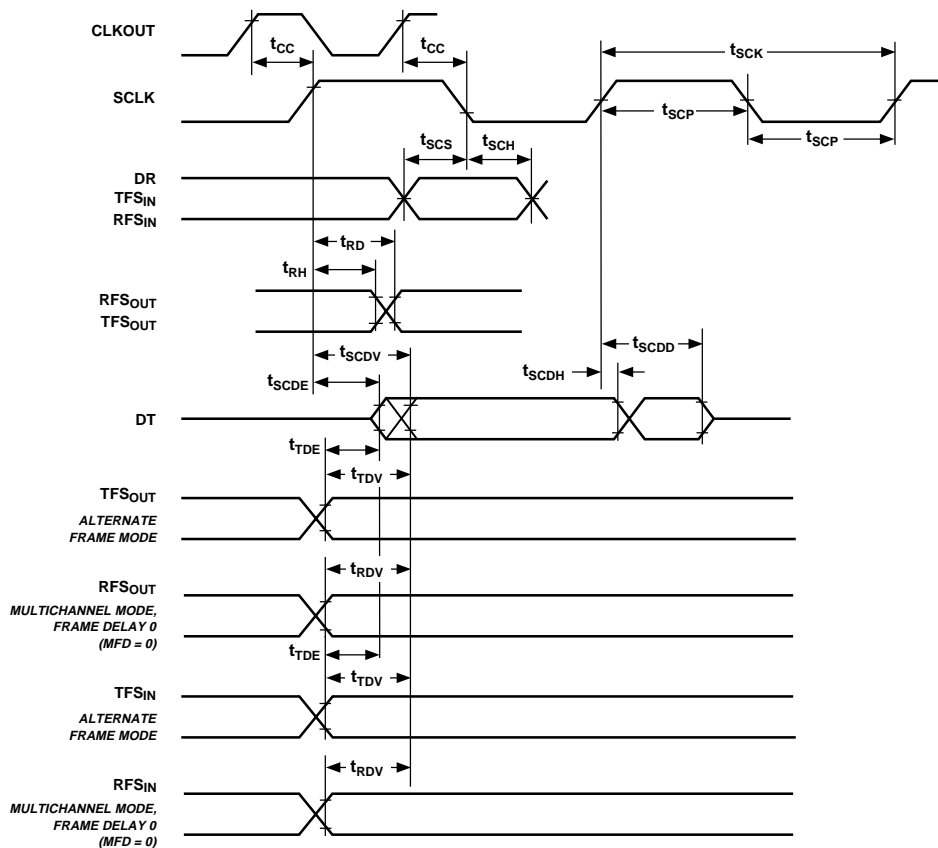 CLKOUT
tCC
tCC
tSCK
SCLK
tSCP
tSCP
tSCS
tSCH
DR
TFSIN
RFSIN
tRD
tRH
RFSOUT
TFSOUT
tSCDV
tSCDD
tSCDE
tSCDH
DT
tTDE
tTDV
TFSOUT
ALTERNATE
FRAME MODE
tRDV
RFSOUT
MULTICHANNEL MODE,
FRAME DELAY 0
(MFD = 0)
tTDE
tTDV
TFSIN
ALTERNATE
FRAME MODE
tRDV
RFSIN
MULTICHANNEL MODE,
FRAME DELAY 0
(MFD = 0)